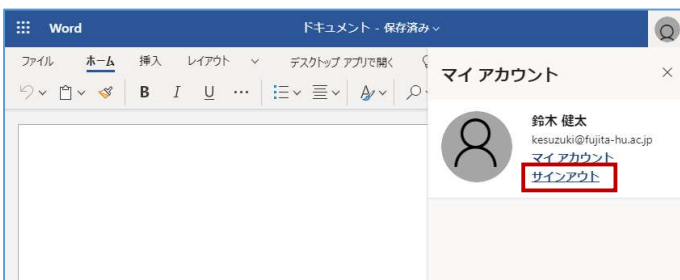 Word
ドキュメント - 保存済み
ファイル ホーム 挿入 レイアウト デスクトップ アプリで開く
B I U ...
マイ アカウント
鈴木 健太
kesuzuki@fujita-hu.ac.jp
マイ アカウント
サインアウト